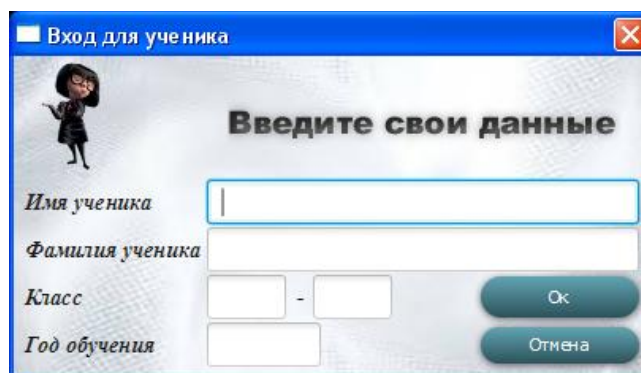 Вход для ученика
Введите свои данные
Имя ученика
Фамилия ученика
Класс -
Ок
Год обучения
Отмена